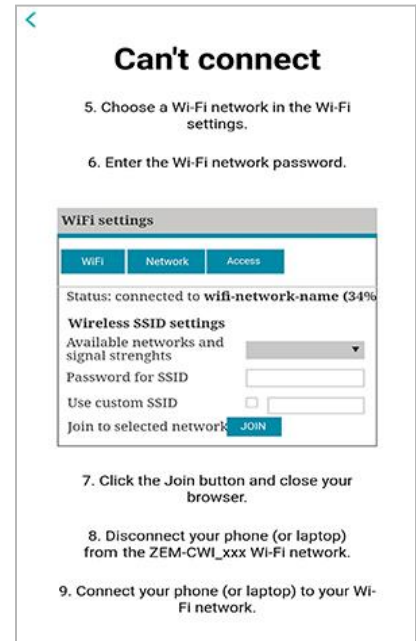 Can't connect
5. Choose a Wi-Fi network in the Wi-Fi
settings.
6. Enter the Wi-Fi network password.
WiFi settings
WiFi Network Access
Status: connected to wifi-network-name (34%
Wireless SSID settings
Available networks and
signal strenghts
Password for SSID
Use custom SSID
Join to selected network JOIN
7. Click the Join button and close your
browser.
8. Disconnect your phone (or laptop)
from the ZEM-CWI_xxx Wi-Fi network.
9. Connect your phone (or laptop) to your Wi-
Fi network.